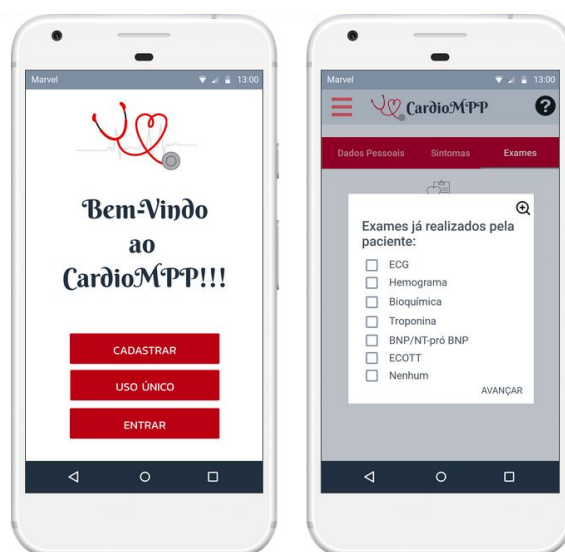 Marvel 13:00
Bem-Vindo
ao
CardioMPP!!!
CADASTRAR
USO ÚNICO
ENTRAR
Marvel 13:00
CardioMPP ?
Dados Pessoais Sintomas Exames
Exames já realizados pela
paciente:
ECG
Hemograma
Bioquímica
Troponina
BNP/NT-pró BNP
ECOTT
Nenhum
AVANÇAR